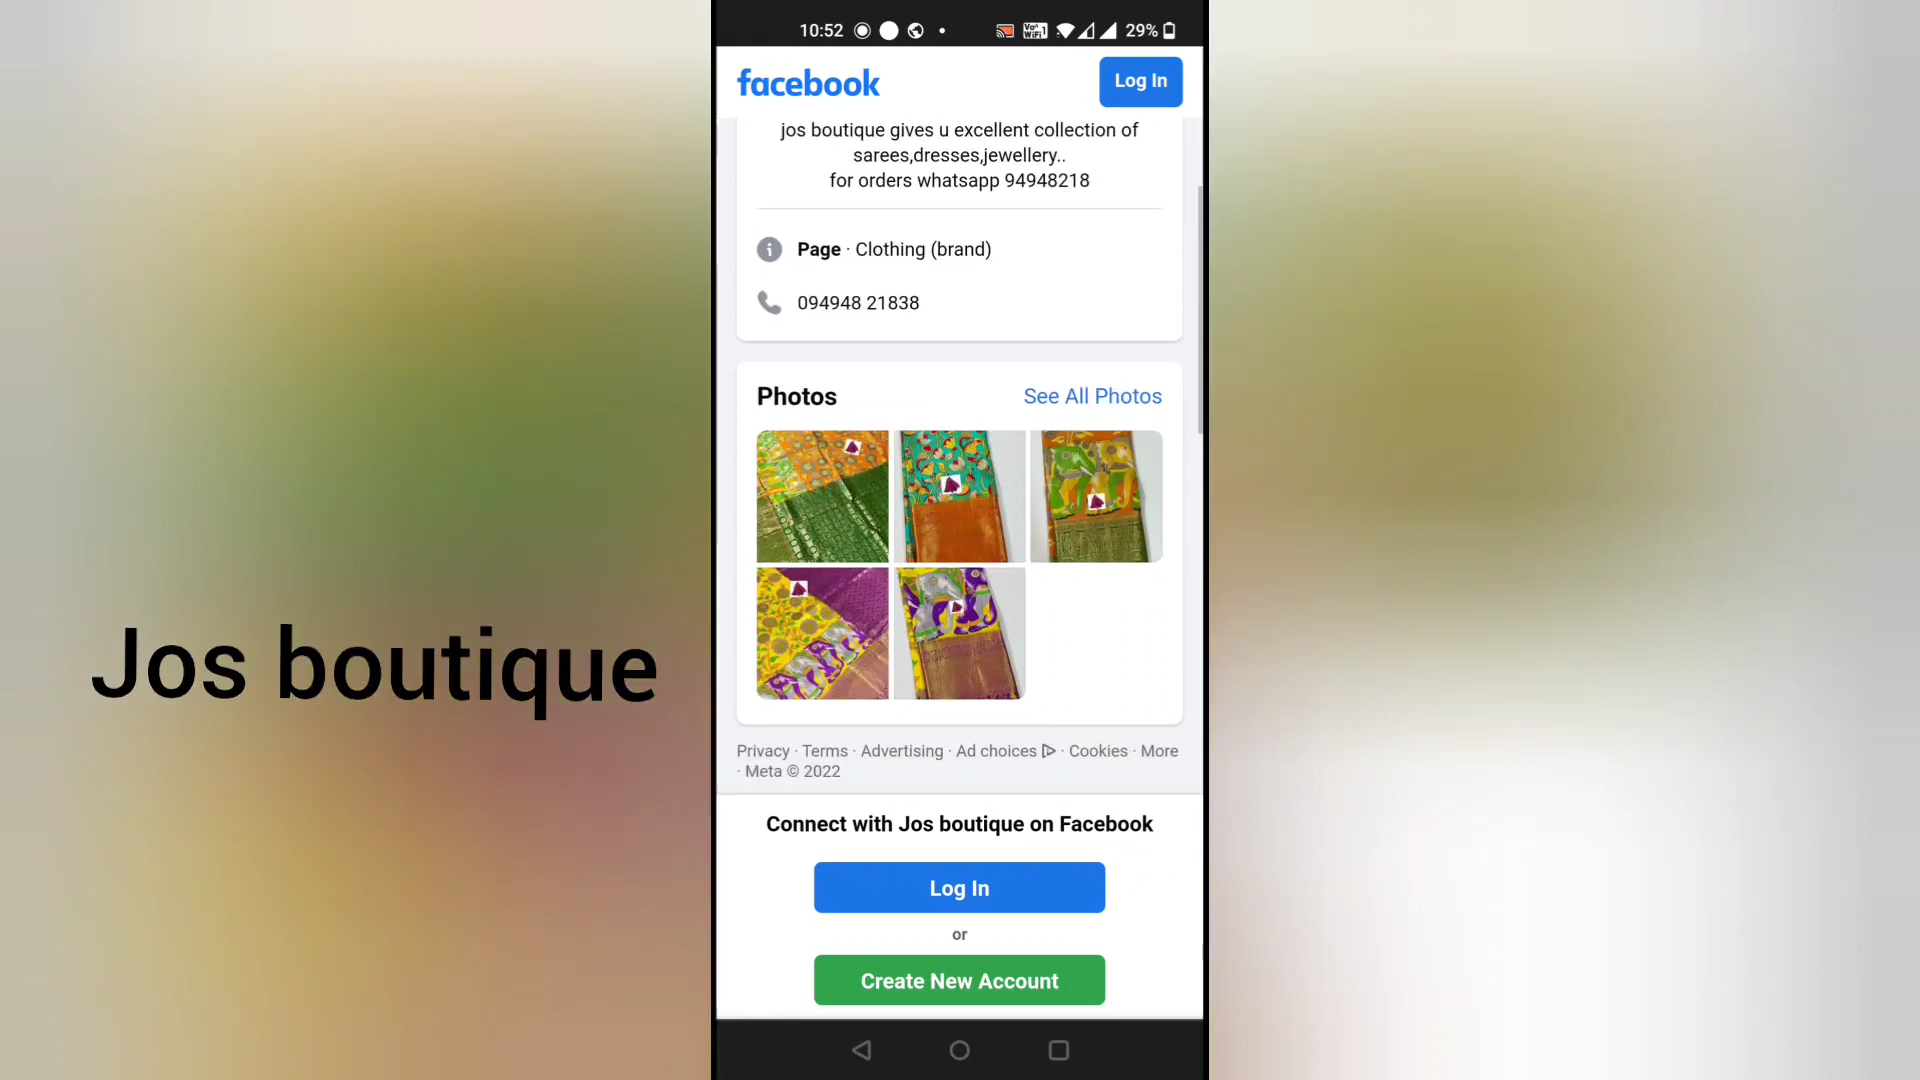 10:52
29%
facebook
Log In
jos boutique gives u excellent collection of
sarees,dresses,jewellery..
for orders whatsapp 94948218
Page · Clothing (brand)
094948 21838
Photos
See All Photos
Jos boutique
Privacy · Terms · Advertising · Ad choices · Cookies · More
· Meta © 2022
Connect with Jos boutique on Facebook
Log In
or
Create New Account